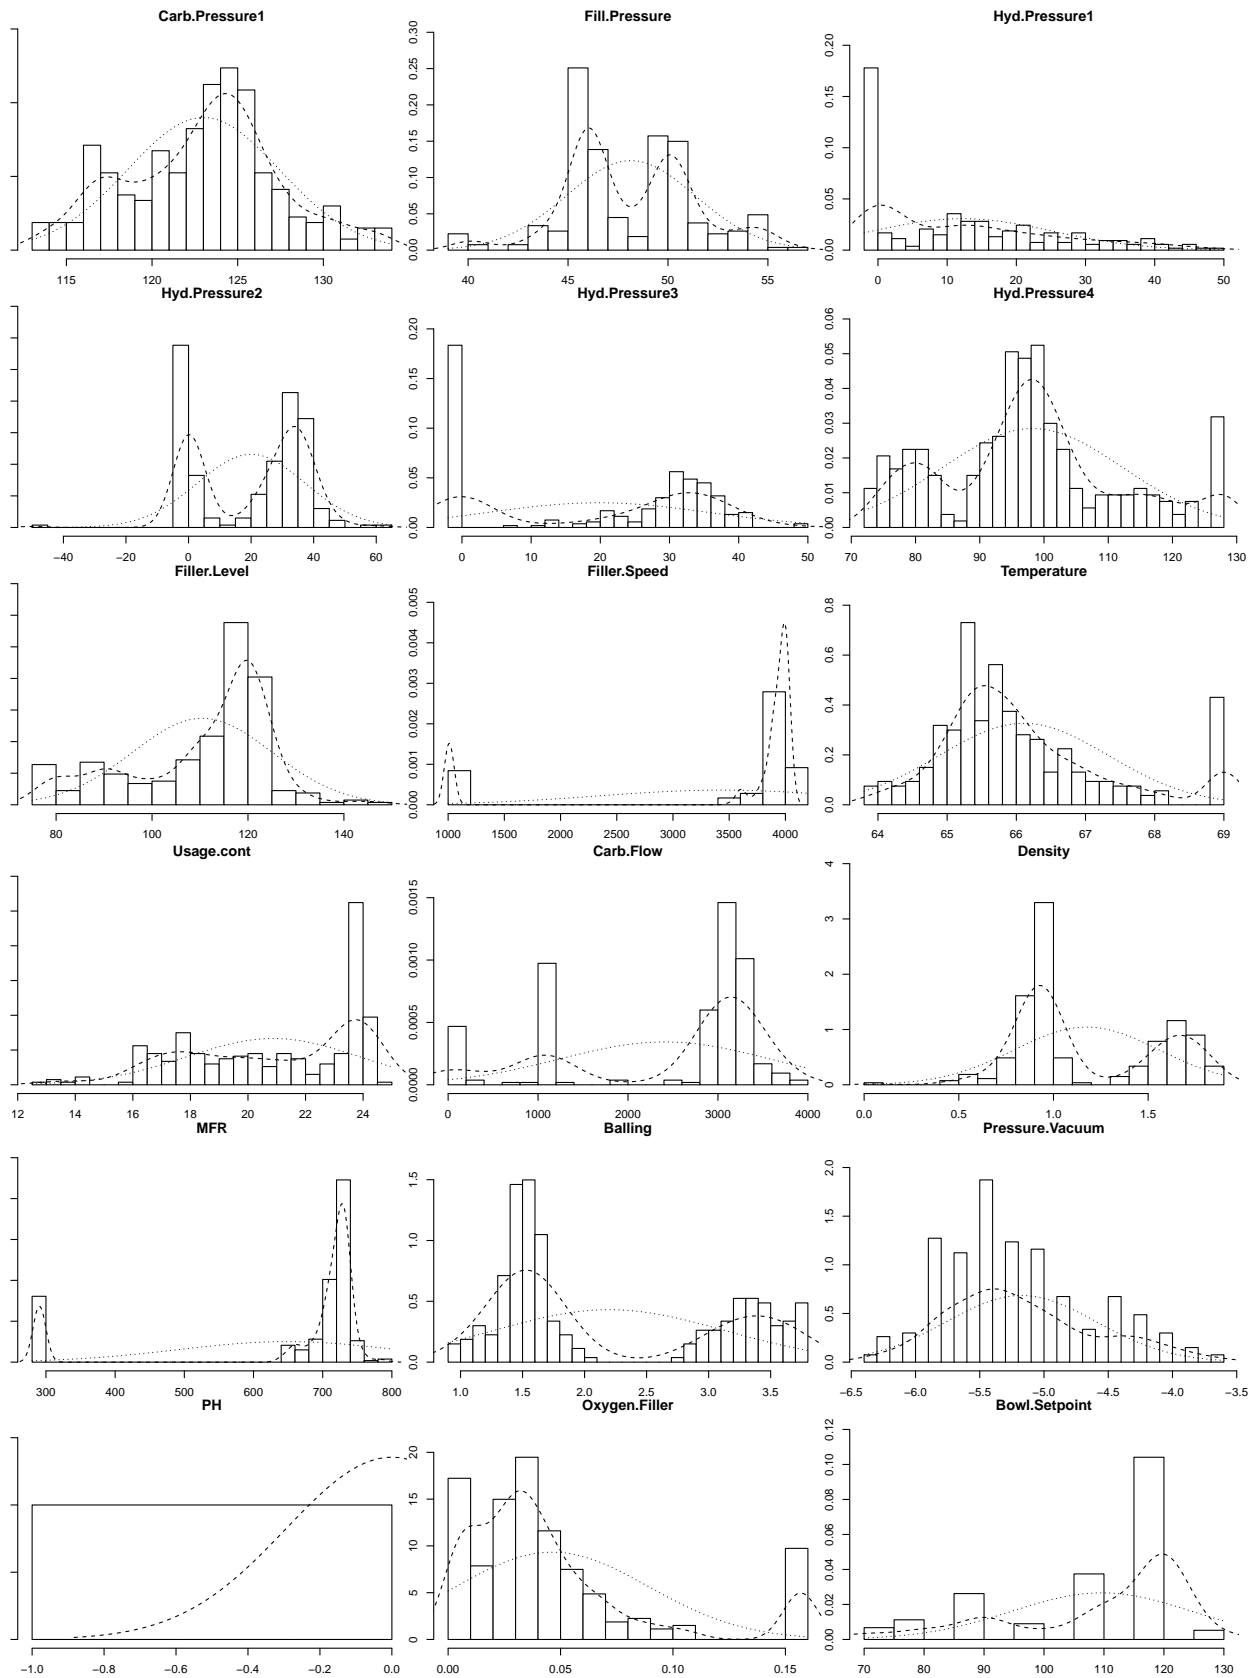 Carb.Pressure1
115 120 125 130
Fill.Pressure
0.00 0.05 0.10 0.15 0.20 0.25 0.30
40 45 50 55
Hyd.Pressure1
0.00 0.05 0.10 0.15 0.20
0 10 20 30 40 50
Hyd.Pressure2
−40 −20 0 20 40 60
Hyd.Pressure3
0.00 0.05 0.10 0.15 0.20
0 10 20 30 40 50
Hyd.Pressure4
0.00 0.01 0.02 0.03 0.04 0.05 0.06
70 80 90 100 110 120 130
Filler.Level
80 100 120 140
Filler.Speed
0.000 0.001 0.002 0.003 0.004 0.005
1000 1500 2000 2500 3000 3500 4000
Temperature
0.0 0.2 0.4 0.6 0.8
64 65 66 67 68 69
Usage.cont
12 14 16 18 20 22 24
Carb.Flow
0.0000 0.0005 0.0010 0.0015
0 1000 2000 3000 4000
Density
0 1 2 3 4
0.0 0.5 1.0 1.5
MFR
300 400 500 600 700 800
Balling
0.0 0.5 1.0 1.5
1.0 1.5 2.0 2.5 3.0 3.5
Pressure.Vacuum
0.0 0.5 1.0 1.5 2.0
−6.5 −6.0 −5.5 −5.0 −4.5 −4.0 −3.5
PH
−1.0 −0.8 −0.6 −0.4 −0.2 0.0
Oxygen.Filler
0 5 10 15 20
0.00 0.05 0.10 0.15
Bowl.Setpoint
0.00 0.02 0.04 0.06 0.08 0.10 0.12
70 80 90 100 110 120 130